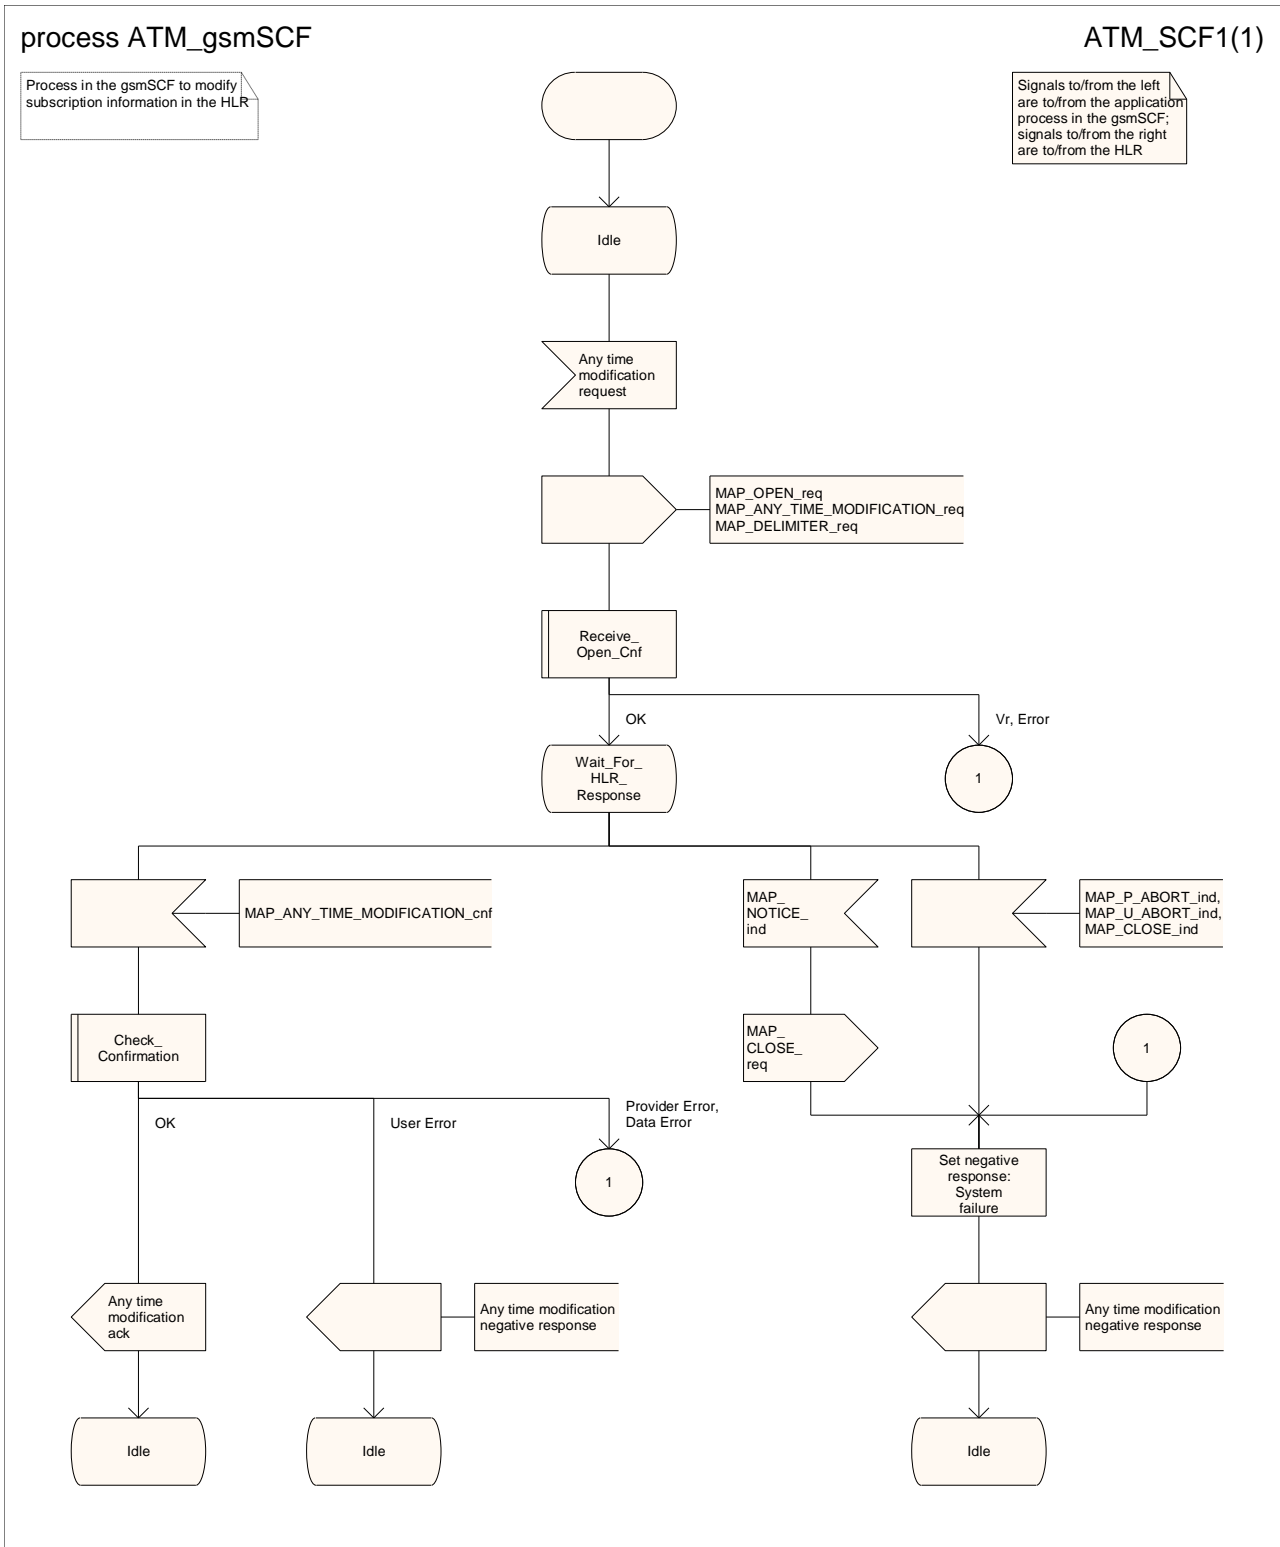 process ATM_gsmSCF
ATM_SCF1(1)
Process in the gsmSCF to modify
subscription information in the HLR
Signals to/from the left
are to/from the application
process in the gsmSCF;
signals to/from the right
are to/from the HLR
Idle
Any time
modification
request
MAP_OPEN_req
MAP_ANY_TIME_MODIFICATION_req
MAP_DELIMITER_req
Receive_
Open_Cnf
OK
Vr, Error
Wait_For_
HLR_
Response
1
MAP_ANY_TIME_MODIFICATION_cnf
MAP_
NOTICE_
ind
MAP_P_ABORT_ind,
MAP_U_ABORT_ind,
MAP_CLOSE_ind
Check_
Confirmation
MAP_
CLOSE_
req
1
OK
User Error
Provider Error,
Data Error
1
Set negative
response:
System
failure
Any time
modification
ack
Any time modification
negative response
Any time modification
negative response
Idle
Idle
Idle